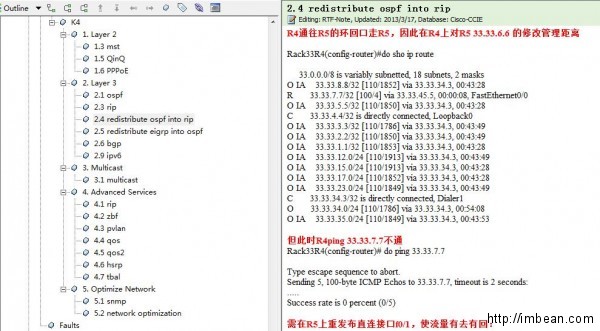 Outline
K4
1. Layer 2
1.3 mst
1.5 QinQ
1.6 PPPoE
2. Layer 3
2.1 ospf
2.3 rip
2.4 redistribute ospf into rip
2.5 redistribute eigrp into ospf
2.6 bgp
2.9 ipv6
3. Multicast
3.1 multicast
4. Advanced Services
4.1 rip
4.2 zbf
4.3 pvlan
4.4 qos
4.5 qos2
4.6 hsrp
4.7 tbal
5. Optimize Network
5.1 snmp
5.2 network optimization
Faults
2.4 redistribute ospf into rip
Editing: RTF-Note, Updated: 2013/3/17, Database: Cisco-CCIE
R4通往R5的环回口走R5，因此在R4上对R5 33.33.6.6 的修改管理距离
Rack33R4(config-router)#do sho ip route
33.0.0.0/8 is variably subnetted, 18 subnets, 2 masks
O IA 33.33.8.8/32 [110/1852] via 33.33.34.3, 00:43:28
R 33.33.7.7/32 [100/4] via 33.33.45.5, 00:00:08, FastEthernet0/0
O IA 33.33.5.5/32 [110/1850] via 33.33.34.3, 00:43:28
C 33.33.4.4/32 is directly connected, Loopback0
O IA 33.33.3.3/32 [110/1786] via 33.33.34.3, 00:43:49
O IA 33.33.2.2/32 [110/1849] via 33.33.34.3, 00:43:49
O IA 33.33.1.1/32 [110/1853] via 33.33.34.3, 00:43:28
O IA 33.33.12.0/24 [110/1913] via 33.33.34.3, 00:43:49
O IA 33.33.15.0/24 [110/1913] via 33.33.34.3, 00:43:28
O IA 33.33.17.0/24 [110/1852] via 33.33.34.3, 00:43:28
O IA 33.33.20.0/24 [110/1849] via 33.33.34.3, 00:43:49
C 33.33.34.3/32 is directly connected, Dialer1
O 33.33.34.0/24 [110/1786] via 33.33.34.3, 00:54:08
O IA 33.33.35.0/24 [110/1849] via 33.33.34.3, 00:43:53
但此时R4ping 33.33.7.7不通
Rack33R4(config-router)# do ping 33.33.7.7
Type escape sequence to abort.
Sending 5, 100-byte ICMP Echos to 33.33.7.7, timeout is 2 seconds:
.....
Success rate is 0 percent (0/5)
需在R5上重发布直连接口f0/1，使流量有去有回！
http://imbean.com